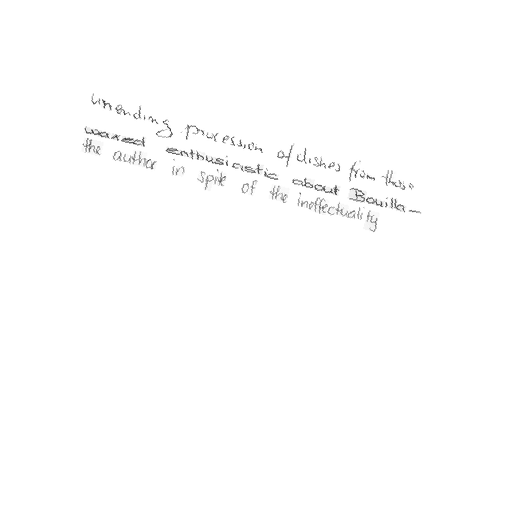 unending procession of dishes from those
waxed enthusiastic about Bouilla-
the author in spite of the ineffectuality